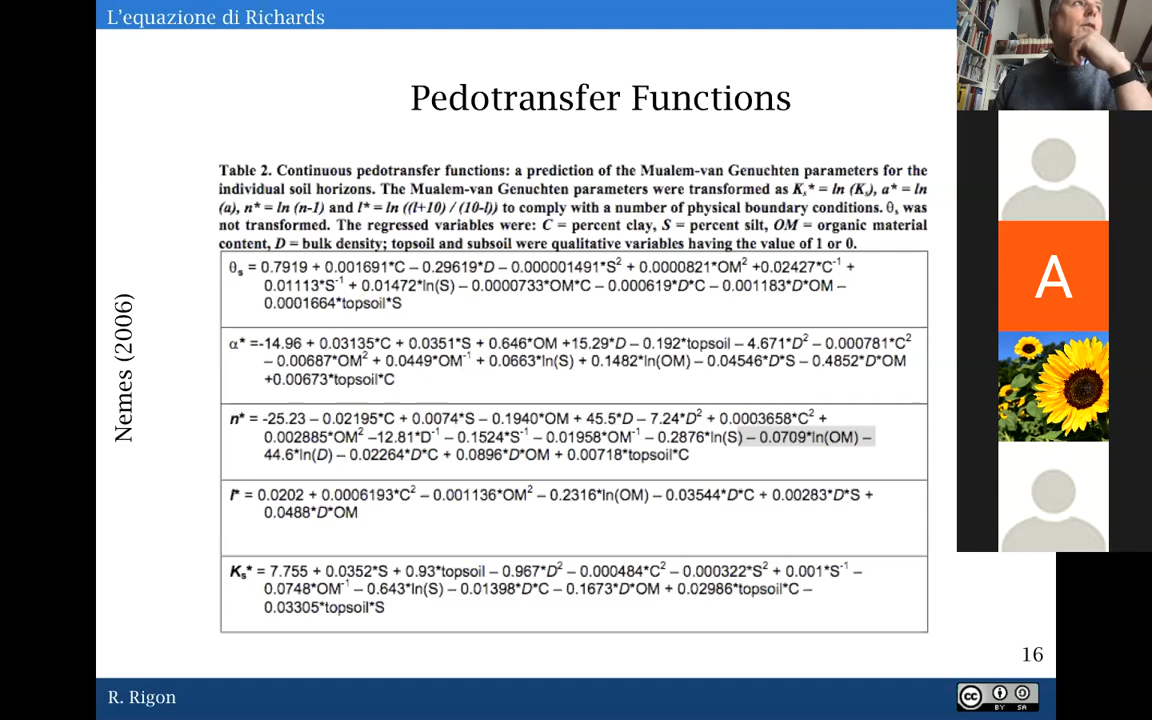 L'equazione di Richards
Pedotransfer Functions
Table 2. Continuous pedotransfer functions: a prediction of the Mualem-van Genuchten parameters for the
individual soil horizons. The Mualem-van Genuchten parameters were transformed as Kₛ* = ln (Kₛ), a* = ln
(a), n* = ln (n-1) and l* = ln ((l+10) / (10-l)) to comply with a number of physical boundary conditions. θₛ was
not transformed. The regressed variables were: C = percent clay, S = percent silt, OM = organic material
content, D = bulk density; topsoil and subsoil were qualitative variables having the value of 1 or 0.
θₛ = 0.7919 + 0.001691*C – 0.29619*D – 0.000001491*S² + 0.0000821*OM² +0.02427*C⁻¹ +
0.01113*S⁻¹ + 0.01472*ln(S) – 0.0000733*OM*C – 0.000619*D*C – 0.001183*D*OM –
0.0001664*topsoil*S
α* =-14.96 + 0.03135*C + 0.0351*S + 0.646*OM +15.29*D – 0.192*topsoil – 4.671*D² – 0.000781*C²
– 0.00687*OM² + 0.0449*OM⁻¹ + 0.0663*ln(S) + 0.1482*ln(OM) – 0.04546*D*S – 0.4852*D*OM
+0.00673*topsoil*C
n* = -25.23 – 0.02195*C + 0.0074*S – 0.1940*OM + 45.5*D – 7.24*D² + 0.0003658*C² +
0.002885*OM² –12.81*D⁻¹ – 0.1524*S⁻¹ – 0.01958*OM⁻¹ – 0.2876*ln(S) – 0.0709*ln(OM) –
44.6*ln(D) – 0.02264*D*C + 0.0896*D*OM + 0.00718*topsoil*C
l* = 0.0202 + 0.0006193*C² – 0.001136*OM² – 0.2316*ln(OM) – 0.03544*D*C + 0.00283*D*S +
0.0488*D*OM
Kₛ* = 7.755 + 0.0352*S + 0.93*topsoil – 0.967*D² – 0.000484*C² – 0.000322*S² + 0.001*S⁻¹ –
0.0748*OM⁻¹ – 0.643*ln(S) – 0.01398*D*C – 0.1673*D*OM + 0.02986*topsoil*C –
0.03305*topsoil*S
Nemes (2006)
A
16
R. Rigon
cc
BY SA